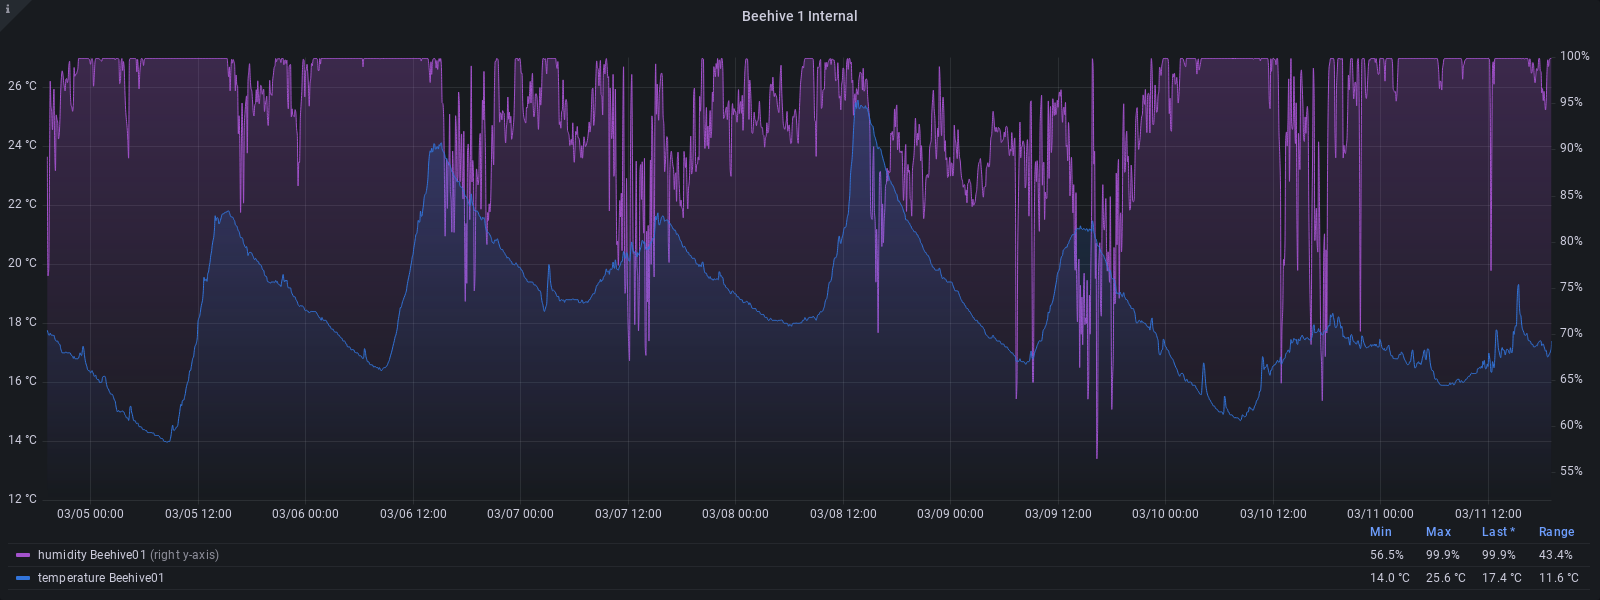 i
Beehive 1 Internal
26 °C
24 °C
22 °C
20 °C
18 °C
16 °C
14 °C
12 °C
100%
95%
90%
85%
80%
75%
70%
65%
60%
55%
03/05 00:00 03/05 12:00 03/06 00:00 03/06 12:00 03/07 00:00 03/07 12:00 03/08 00:00 03/08 12:00 03/09 00:00 03/09 12:00 03/10 00:00 03/10 12:00 03/11 00:00 03/11 12:00
Min Max Last * Range
humidity Beehive01 (right y-axis) 56.5% 99.9% 99.9% 43.4%
temperature Beehive01 14.0 °C 25.6 °C 17.4 °C 11.6 °C